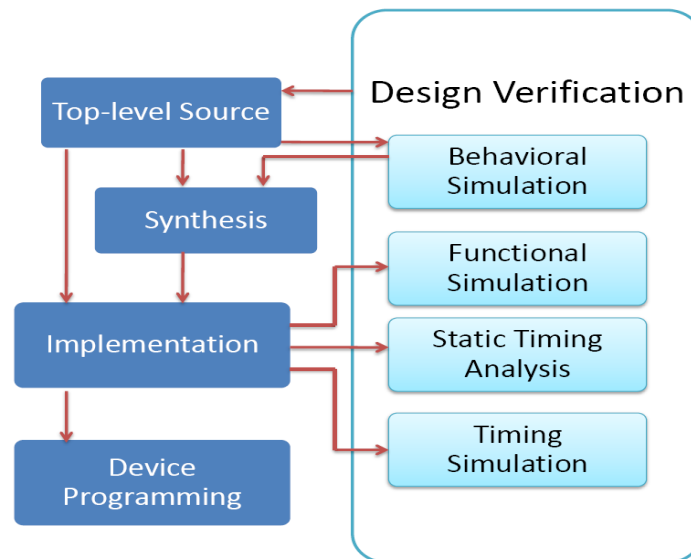 Design Verification
Top-level Source
Behavioral
Simulation
Synthesis
Functional
Simulation
Implementation
Static Timing
Analysis
Timing
Simulation
Device
Programming